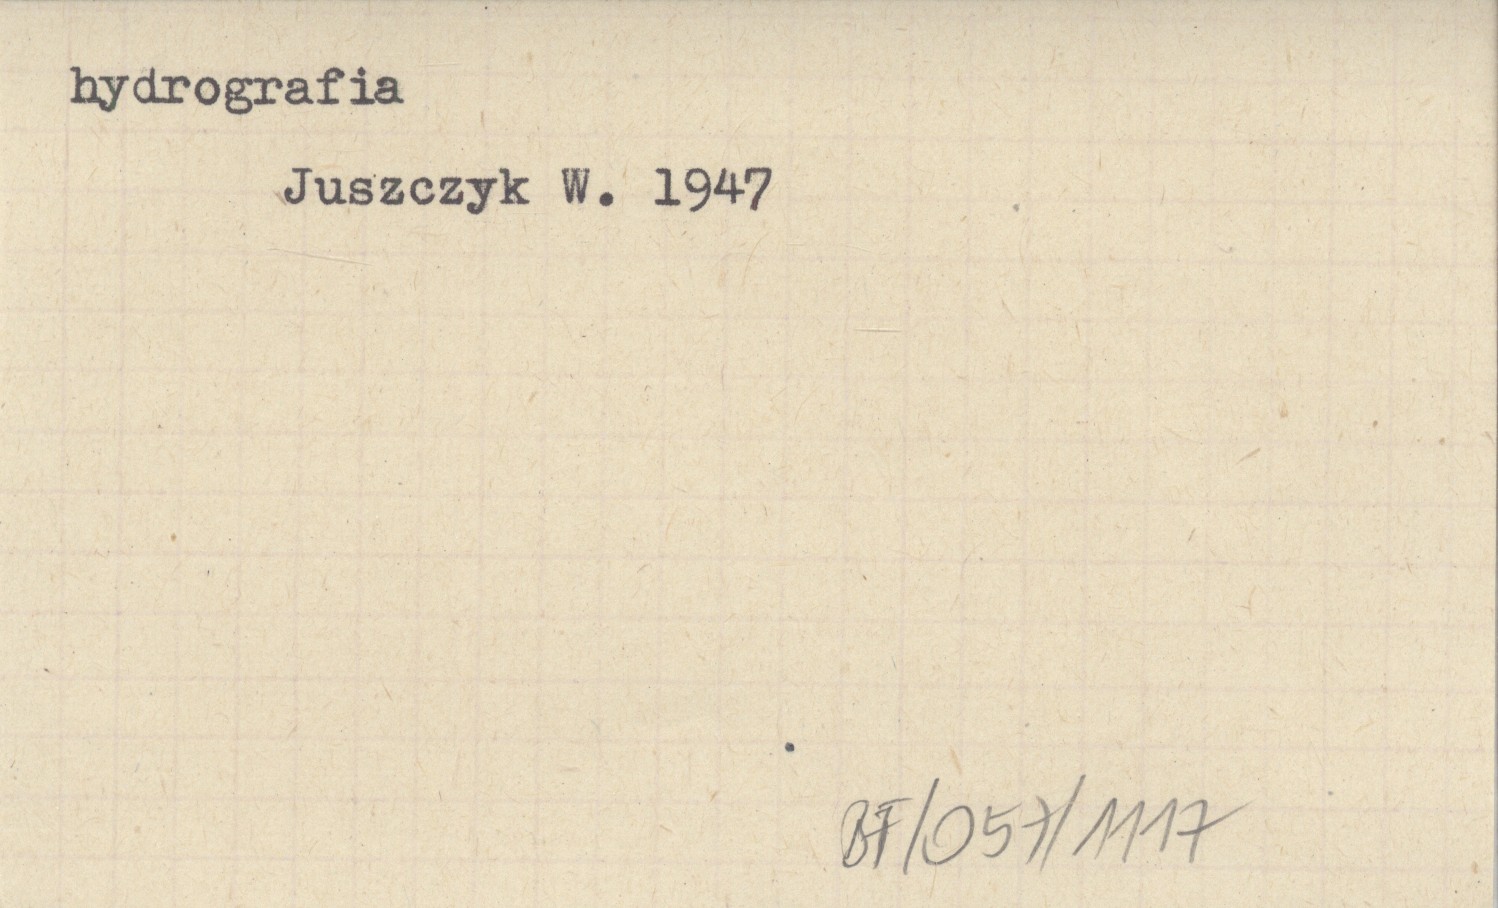 hydrografia
Juszczyk W. 1947
BF/057/1117